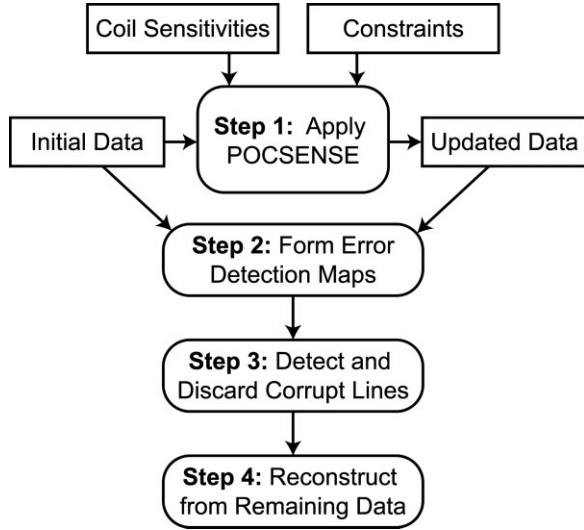 Coil Sensitivities
Constraints
Initial Data
Step 1: Apply
POCSENSE
Updated Data
Step 2: Form Error
Detection Maps
Step 3: Detect and
Discard Corrupt Lines
Step 4: Reconstruct
from Remaining Data